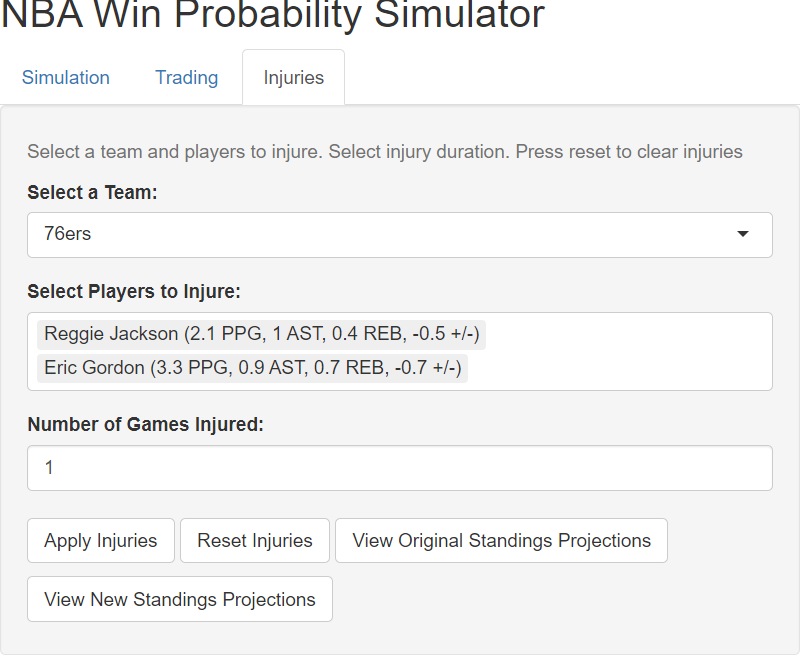 NBA Win Probability Simulator
Simulation Trading Injuries
Select a team and players to injure. Select injury duration. Press reset to clear injuries
Select a Team:
76ers
Select Players to Injure:
Reggie Jackson (2.1 PPG, 1 AST, 0.4 REB, -0.5 +/-)
Eric Gordon (3.3 PPG, 0.9 AST, 0.7 REB, -0.7 +/-)
Number of Games Injured:
1
Apply Injuries Reset Injuries View Original Standings Projections
View New Standings Projections